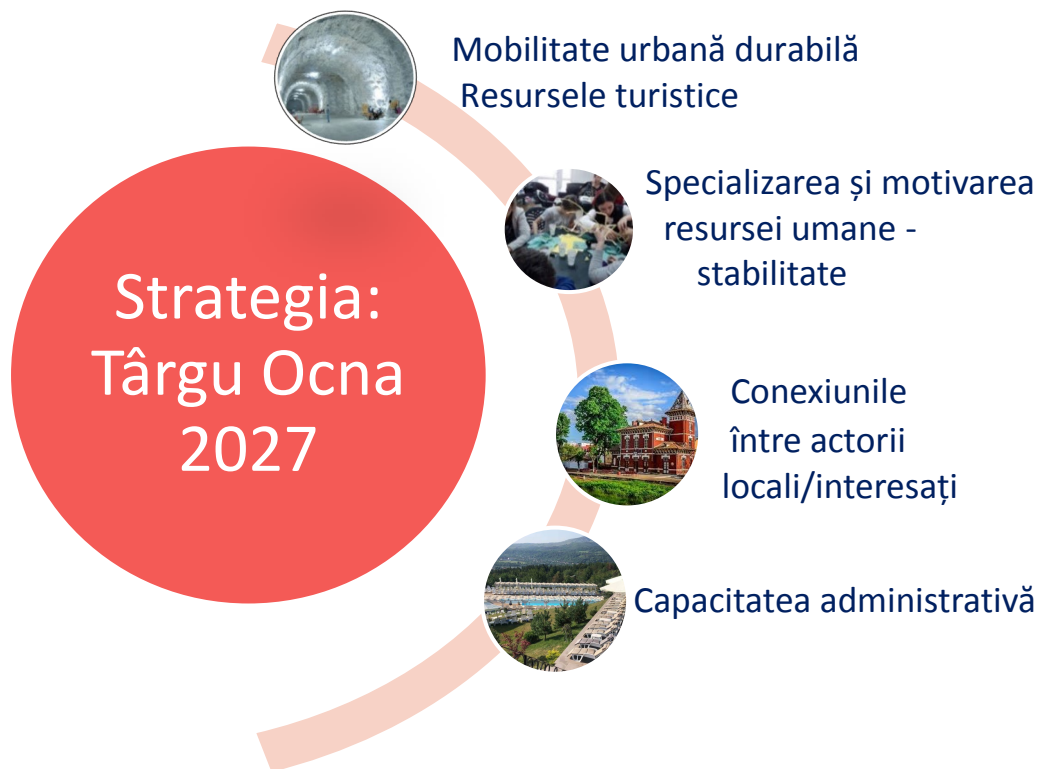 Mobilitate urbană durabilă
Resursele turistice
Specializarea și motivarea
resursei umane -
stabilitate
Strategia:
Târgu Ocna
2027
Conexiunile
între actorii
locali/interesați
Capacitatea administrativă